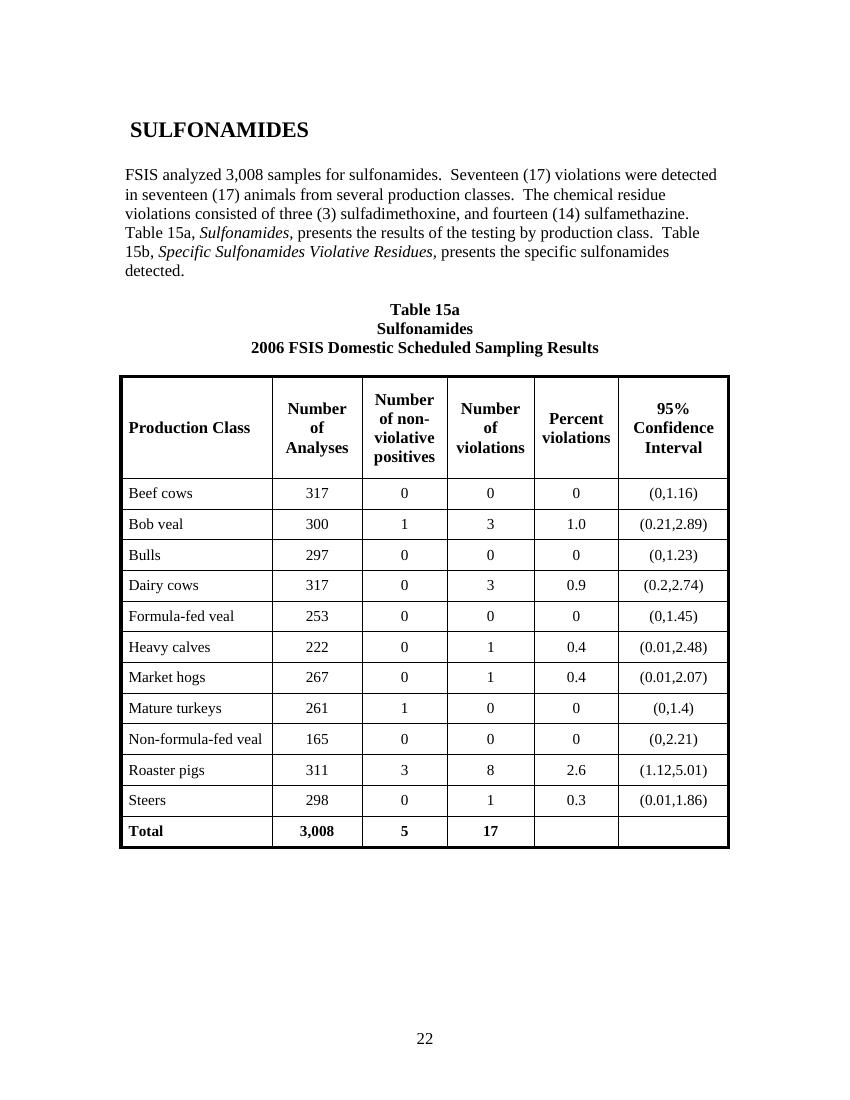 SULFONAMIDES
FSIS analyzed 3,008 samples for sulfonamides.  Seventeen (17) violations were detected
in seventeen (17) animals from several production classes.  The chemical residue
violations consisted of three (3) sulfadimethoxine, and fourteen (14) sulfamethazine.
Table 15a, Sulfonamides, presents the results of the testing by production class.  Table
15b, Specific Sulfonamides Violative Residues, presents the specific sulfonamides
detected.
Table 15a
Sulfonamides
2006 FSIS Domestic Scheduled Sampling Results
Production Class
Number
of
Analyses
Number
of non-
violative
positives
Number
of
violations
Percent
violations
95%
Confidence
Interval
Beef cows 317 0 0 0 (0,1.16)
Bob veal 300 1 3 1.0 (0.21,2.89)
Bulls 297 0 0 0 (0,1.23)
Dairy cows 317 0 3 0.9 (0.2,2.74)
Formula-fed veal 253 0 0 0 (0,1.45)
Heavy calves 222 0 1 0.4 (0.01,2.48)
Market hogs 267 0 1 0.4 (0.01,2.07)
Mature turkeys 261 1 0 0 (0,1.4)
Non-formula-fed veal 165 0 0 0 (0,2.21)
Roaster pigs 311 3 8 2.6 (1.12,5.01)
Steers 298 0 1 0.3 (0.01,1.86)
Total 3,008 5 17
22